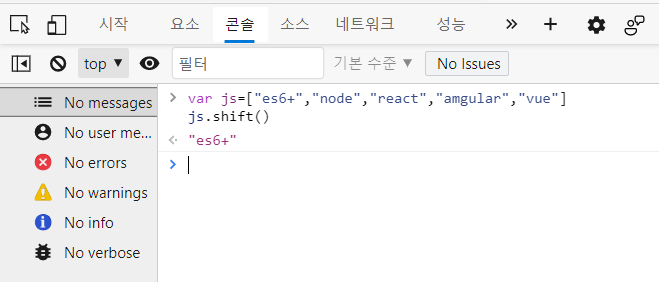 시작 요소 콘솔 소스 네트워크 성능
top 필터 기본 수준 No Issues
No messages
No user me...
No errors
No warnings
No info
No verbose
var js=["es6+","node","react","amgular","vue"]
js.shift()
"es6+"